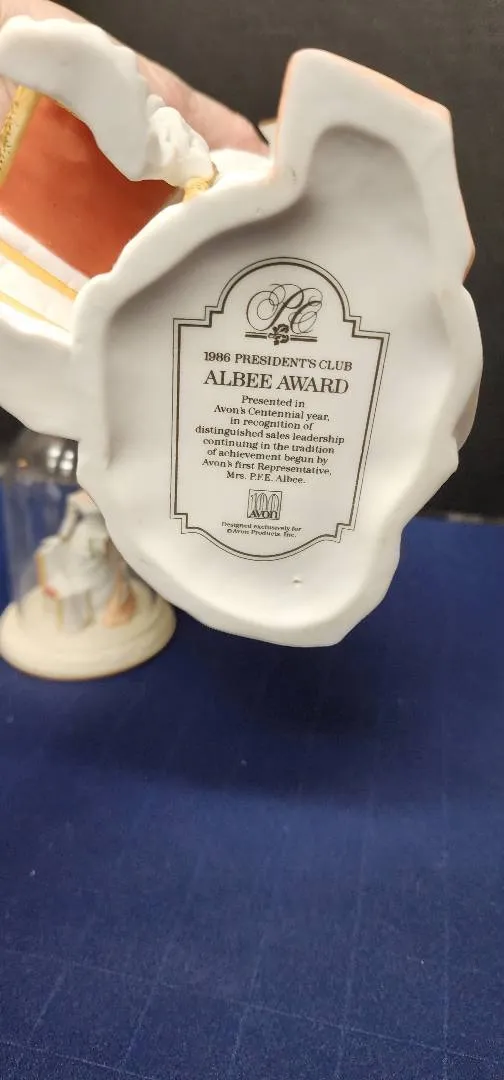 PC
1986 PRESIDENT'S CLUB
ALBEE AWARD
Presented in
Avon's Centennial year,
in recognition of
distinguished sales leadership
continuing in the tradition
of achievement begun by
Avon's first Representative,
Mrs. P.F.E. Albee.
100
AVON
Designed exclusively for
© Avon Products, Inc.